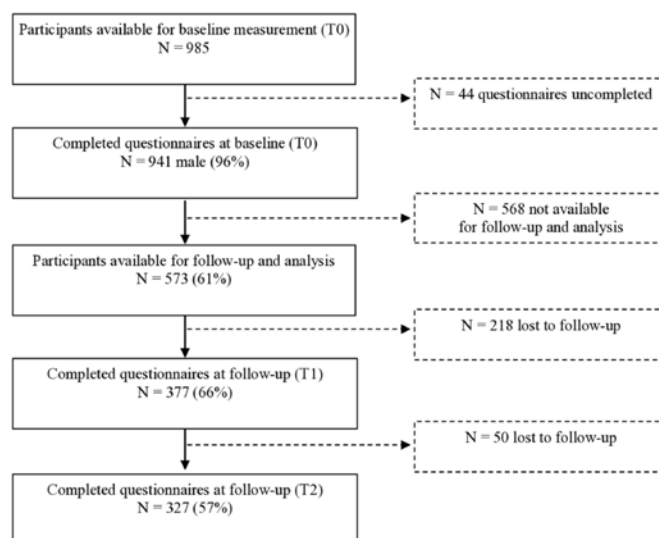 Participants available for baseline measurement (T0)
N = 985
N = 44 questionnaires uncompleted
Completed questionnaires at baseline (T0)
N = 941 male (96%)
N = 568 not available
for follow-up and analysis
Participants available for follow-up and analysis
N = 573 (61%)
N = 218 lost to follow-up
Completed questionnaires at follow-up (T1)
N = 377 (66%)
N = 50 lost to follow-up
Completed questionnaires at follow-up (T2)
N = 327 (57%)